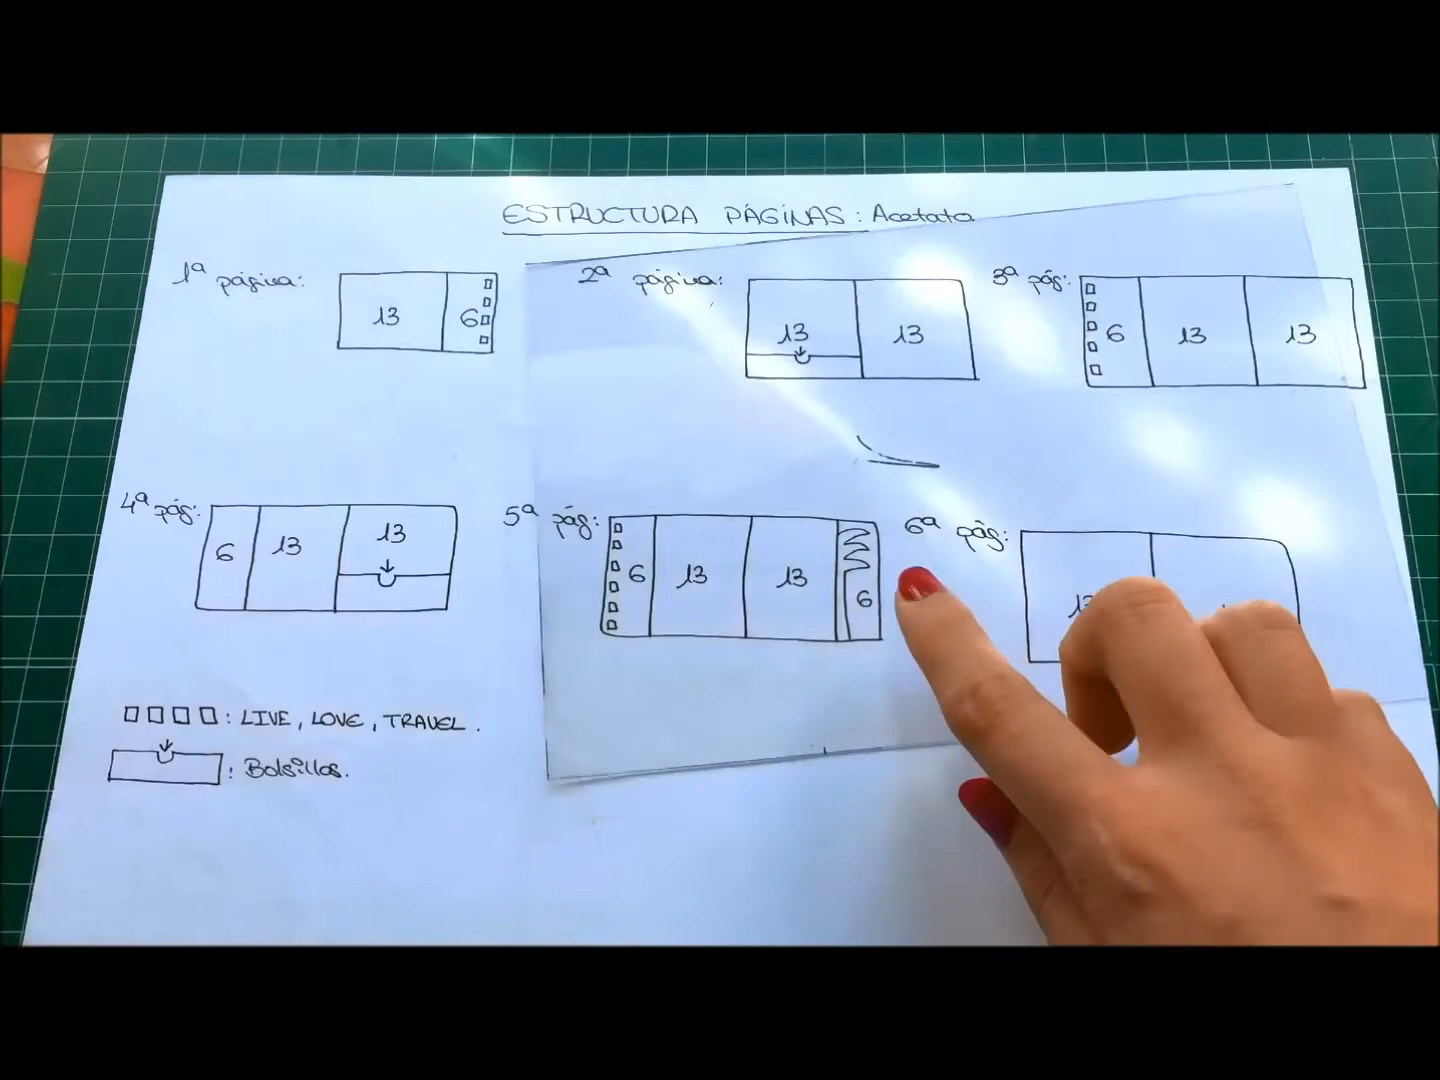 ESTRUCTURA PÁGINAS: Acetato
1ª página:
13 6
2ª página:
13 13
3ª pág:
6 13 13
4ª pág:
6 13 13
5ª pág:
6 13 13 6
6ª pág:
: LIVE, LOVE, TRAVEL.
: Bolsillos.